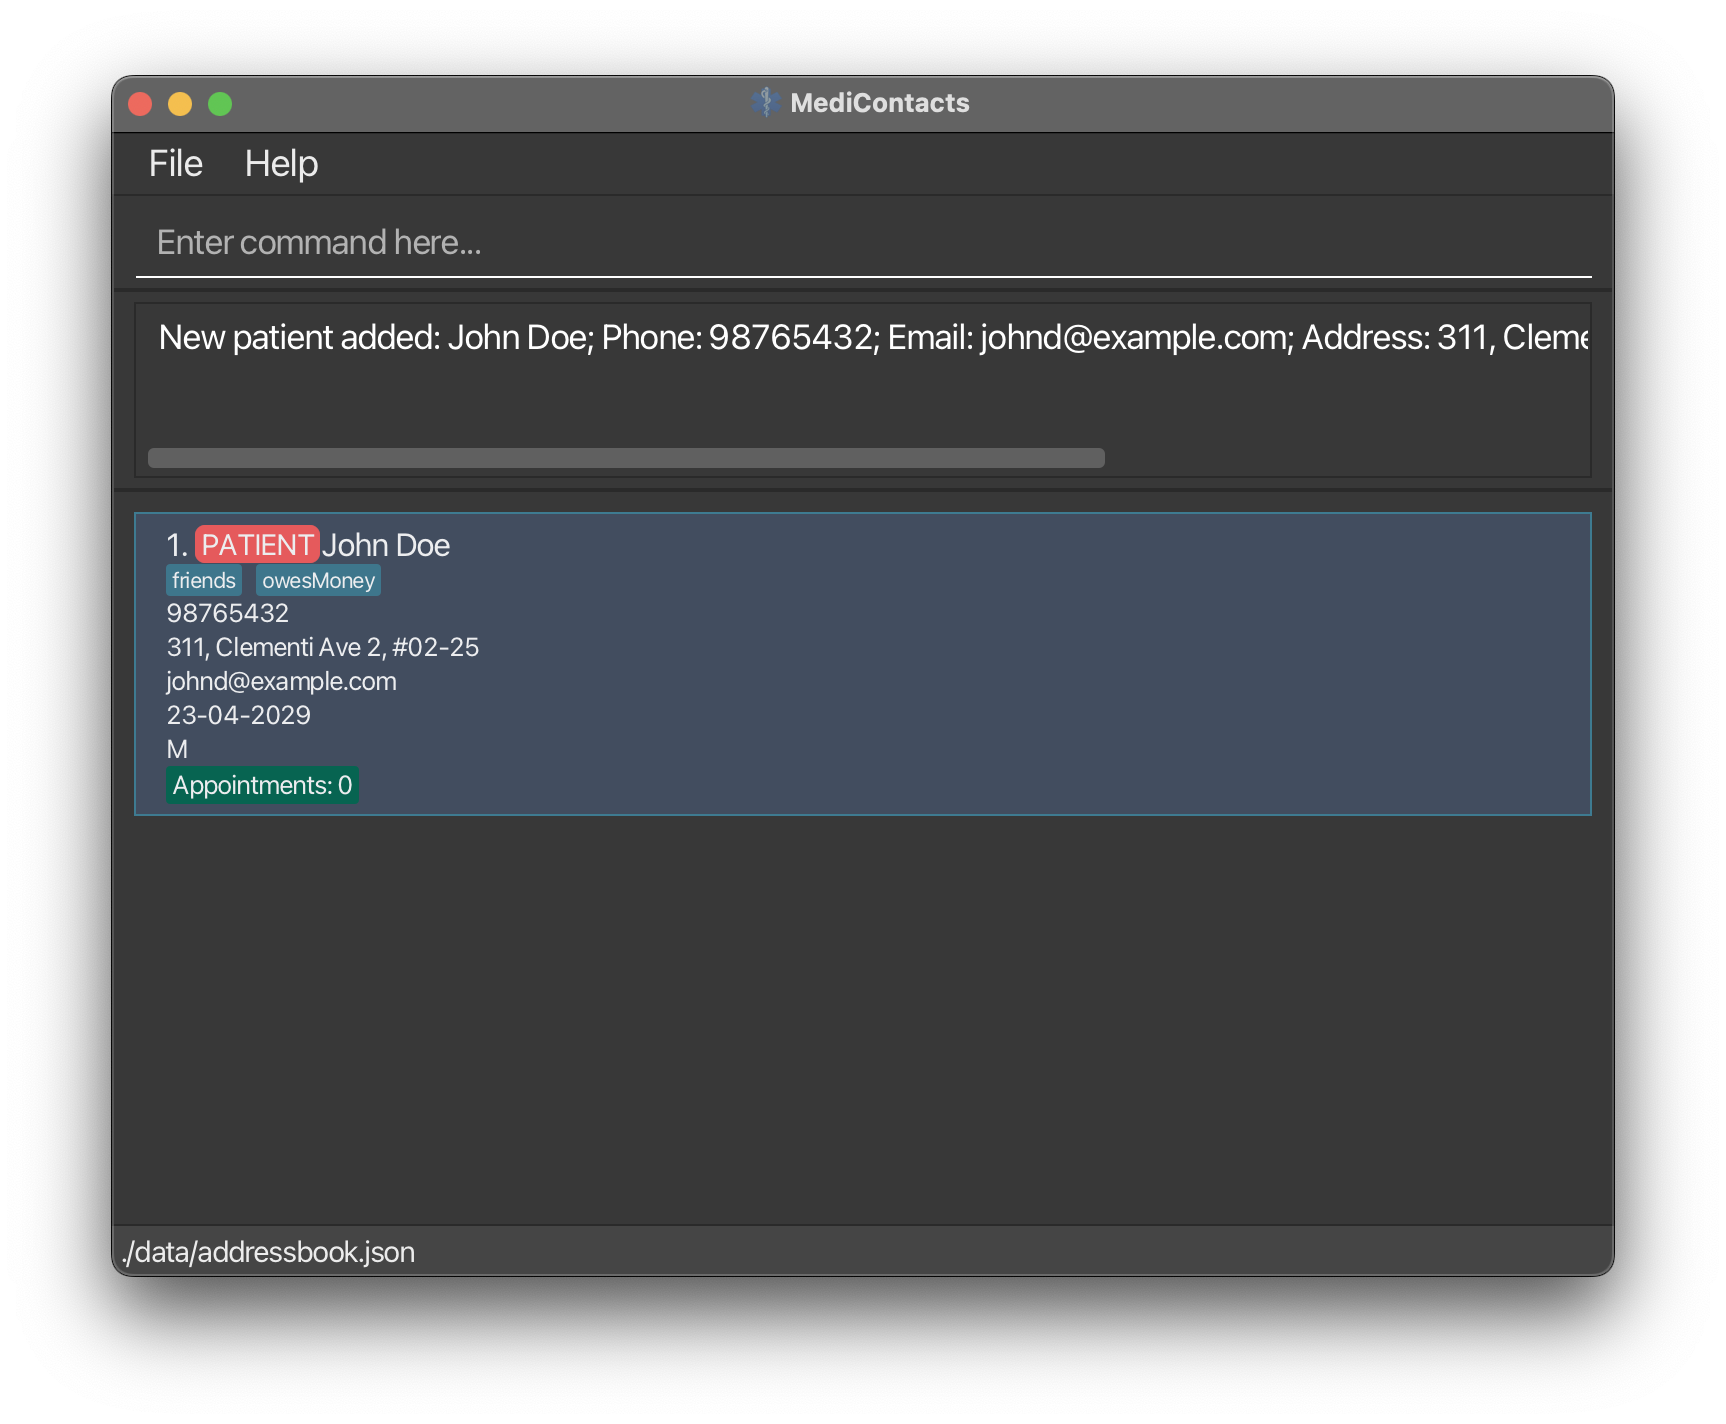 MediContacts
File Help
Enter command here...
New patient added: John Doe; Phone: 98765432; Email: johnd@example.com; Address: 311, Cleme
1. PATIENT John Doe
friends owesMoney
98765432
311, Clementi Ave 2, #02-25
johnd@example.com
23-04-2029
M
Appointments: 0
./data/addressbook.json